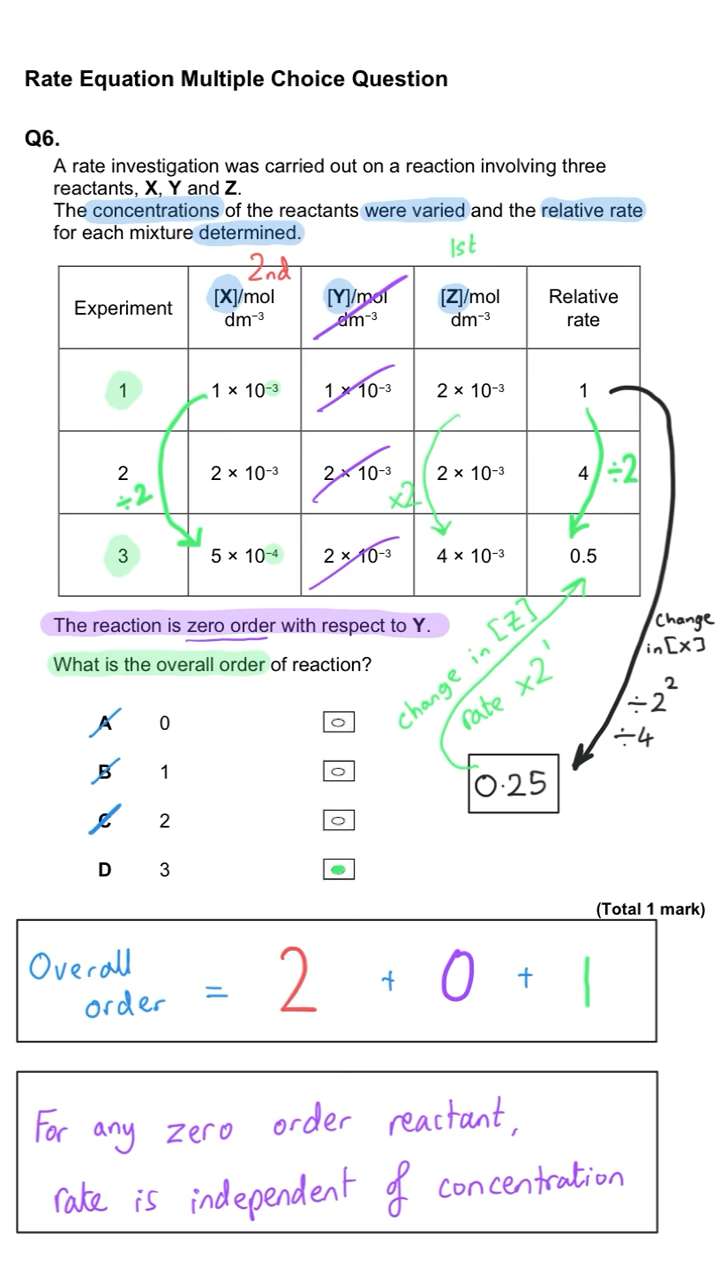 Rate Equation Multiple Choice Question
Q6.
A rate investigation was carried out on a reaction involving three
reactants, X, Y and Z.
The concentrations of the reactants were varied and the relative rate
for each mixture determined.
2nd
1st
Experiment [X]/mol dm⁻³ [Y]/mol dm⁻³ [Z]/mol dm⁻³ Relative rate
1 1 × 10⁻³ 1 × 10⁻³ 2 × 10⁻³ 1
2 2 × 10⁻³ 2 × 10⁻³ 2 × 10⁻³ 4
÷2
×2
÷2
3 5 × 10⁻⁴ 2 × 10⁻³ 4 × 10⁻³ 0.5
The reaction is zero order with respect to Y.
What is the overall order of reaction?
change in [Z]
rate ×2¹
change
in [X]
÷2²
÷4
0.25
A 0
B 1
C 2
D 3
(Total 1 mark)
Overall
order = 2 + 0 + 1
For any zero order reactant,
rate is independent of concentration